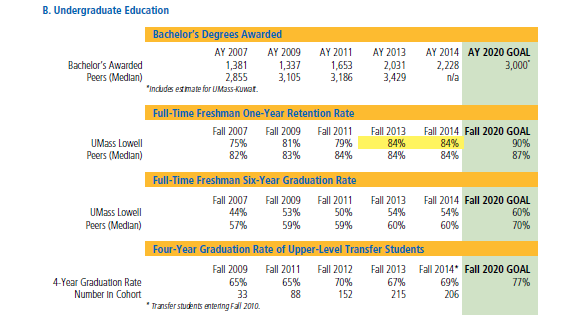 B. Undergraduate Education
Bachelor's Degrees Awarded
AY 2007 AY 2009 AY 2011 AY 2013 AY 2014 AY 2020 GOAL
Bachelor's Awarded 1,381 1,337 1,653 2,031 2,228 3,000*
Peers (Median) 2,855 3,105 3,186 3,429 n/a
*Includes estimate for UMass-Kuwait.
Full-Time Freshman One-Year Retention Rate
Fall 2007 Fall 2009 Fall 2011 Fall 2013 Fall 2014 Fall 2020 GOAL
UMass Lowell 75% 81% 79% 84% 84% 90%
Peers (Median) 82% 83% 84% 84% 84% 87%
Full-Time Freshman Six-Year Graduation Rate
Fall 2007 Fall 2009 Fall 2011 Fall 2013 Fall 2014 Fall 2020 GOAL
UMass Lowell 44% 53% 50% 54% 54% 60%
Peers (Median) 57% 59% 59% 60% 60% 70%
Four-Year Graduation Rate of Upper-Level Transfer Students
Fall 2009 Fall 2011 Fall 2012 Fall 2013 Fall 2014* Fall 2020 GOAL
4-Year Graduation Rate 65% 65% 70% 67% 69% 77%
Number in Cohort 33 88 152 215 206
* Transfer students entering Fall 2010.